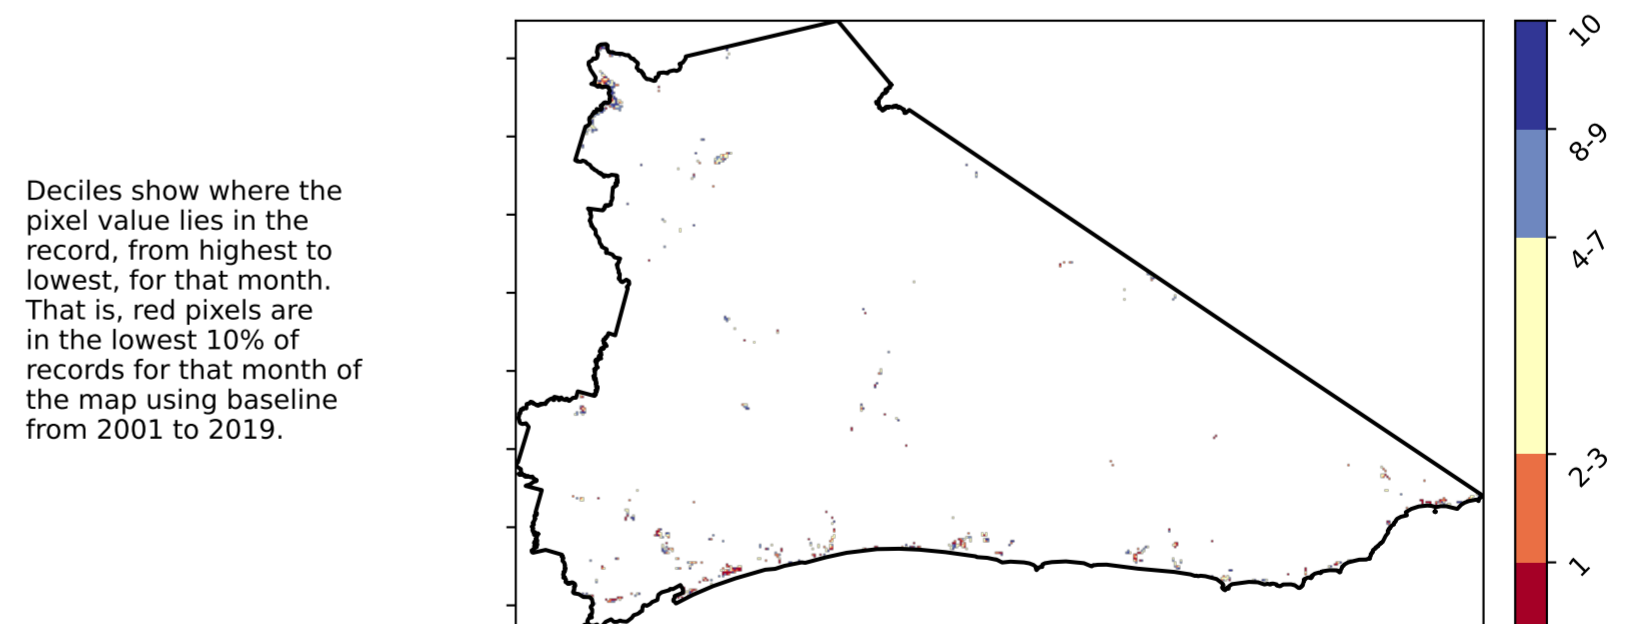 Deciles show where the
pixel value lies in the
record, from highest to
lowest, for that month.
That is, red pixels are
in the lowest 10% of
records for that month of
the map using baseline
from 2001 to 2019.
10
8-9
4-7
2-3
1